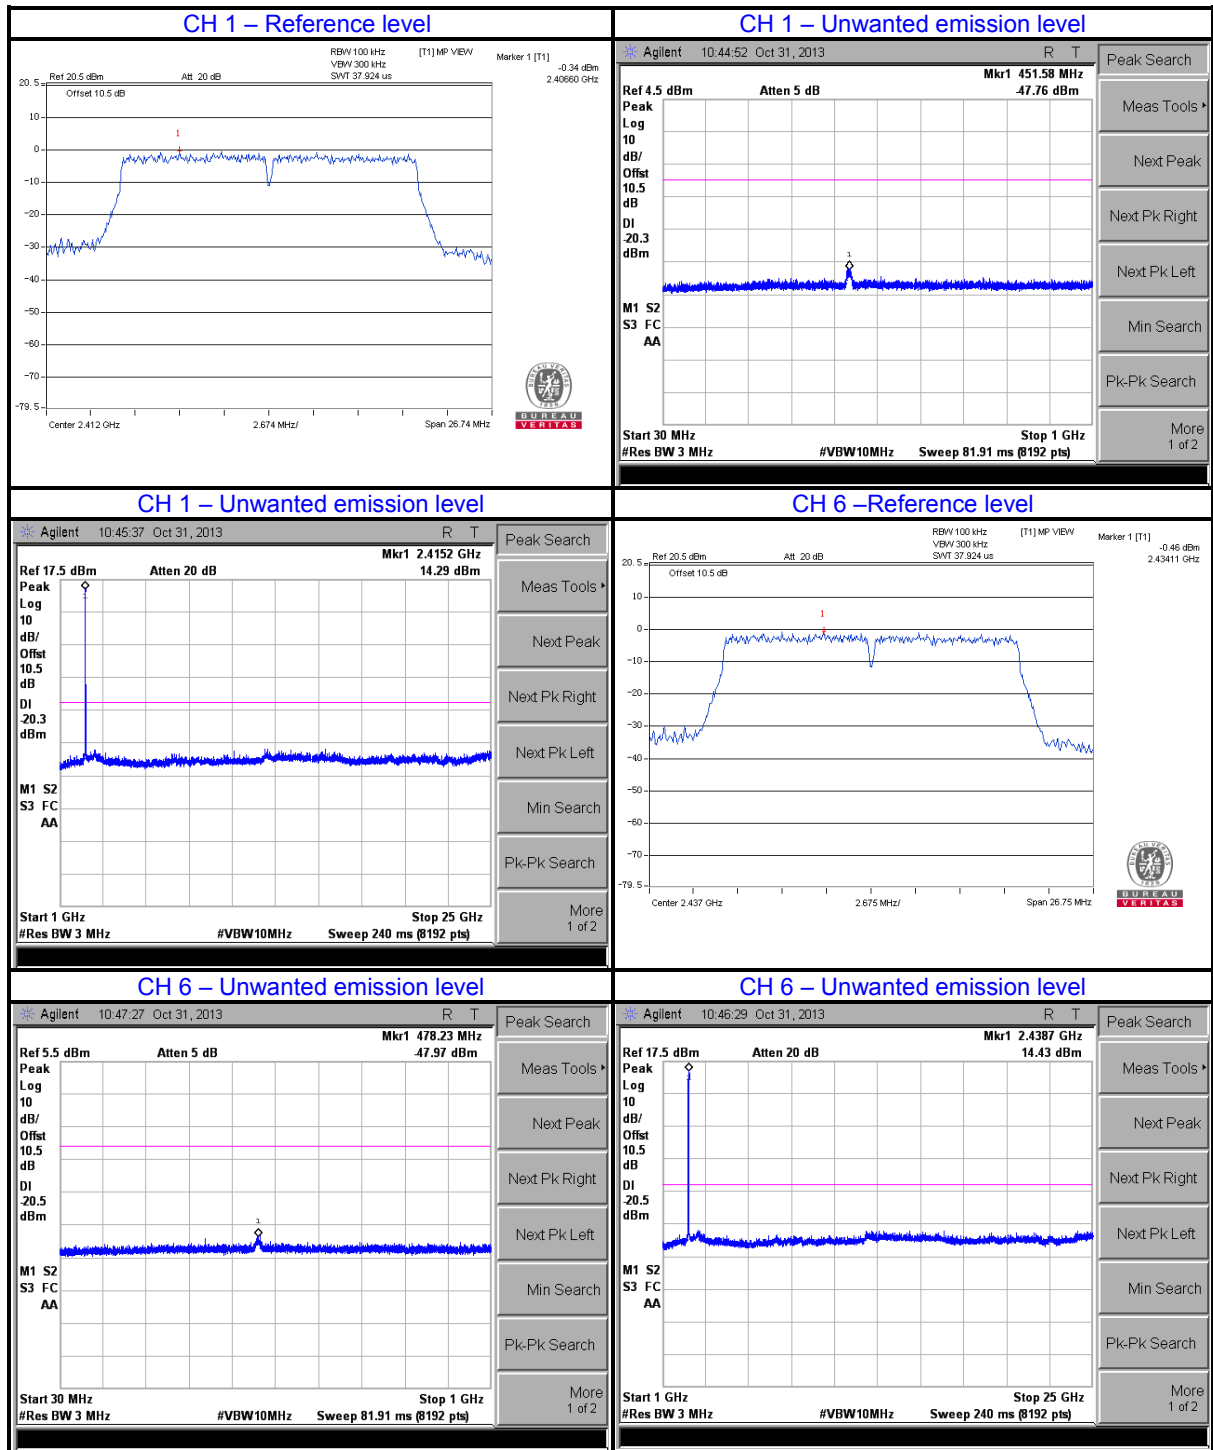 CH 1 – Reference level
RBW 100 kHz
[T1] MP VIEW
Marker 1 [T1]
VBW 300 kHz
-0.34 dBm
Ref 20.5 dBm
Att 20 dB
SWT 37.924 us
2.40660 GHz
20.5
Offset 10.5 dB
10
1
0
-10
-20
-30
-40
-50
-60
-70
-79.5
Center 2.412 GHz
2.674 MHz/
Span 26.74 MHz
BUREAU VERITAS
1828
BUREAU
VERITAS
CH 1 – Unwanted emission level
Agilent 10:44:52 Oct 31, 2013
R T
Mkr1 451.58 MHz
Ref 4.5 dBm
Atten 5 dB
-47.76 dBm
Peak
Log
10
dB/
Offst
10.5
dB
DI
-20.3
dBm
1
M1 S2
S3 FC
AA
Start 30 MHz
Stop 1 GHz
#Res BW 3 MHz
#VBW10MHz
Sweep 81.91 ms (8192 pts)
Peak Search
Meas Tools
Next Peak
Next Pk Right
Next Pk Left
Min Search
Pk-Pk Search
More
1 of 2
CH 1 – Unwanted emission level
Agilent 10:45:37 Oct 31, 2013
R T
Mkr1 2.4152 GHz
Ref 17.5 dBm
Atten 20 dB
14.29 dBm
Peak
Log
10
dB/
Offst
10.5
dB
DI
-20.3
dBm
1
M1 S2
S3 FC
AA
Start 1 GHz
Stop 25 GHz
#Res BW 3 MHz
#VBW10MHz
Sweep 240 ms (8192 pts)
Peak Search
Meas Tools
Next Peak
Next Pk Right
Next Pk Left
Min Search
Pk-Pk Search
More
1 of 2
CH 6 –Reference level
RBW 100 kHz
[T1] MP VIEW
Marker 1 [T1]
VBW 300 kHz
-0.46 dBm
Ref 20.5 dBm
Att 20 dB
SWT 37.924 us
2.43411 GHz
20.5
Offset 10.5 dB
10
1
0
-10
-20
-30
-40
-50
-60
-70
-79.5
Center 2.437 GHz
2.675 MHz/
Span 26.75 MHz
BUREAU VERITAS
1828
BUREAU
VERITAS
CH 6 – Unwanted emission level
Agilent 10:47:27 Oct 31, 2013
R T
Mkr1 478.23 MHz
Ref 5.5 dBm
Atten 5 dB
-47.97 dBm
Peak
Log
10
dB/
Offst
10.5
dB
DI
-20.5
dBm
1
M1 S2
S3 FC
AA
Start 30 MHz
Stop 1 GHz
#Res BW 3 MHz
#VBW10MHz
Sweep 81.91 ms (8192 pts)
Peak Search
Meas Tools
Next Peak
Next Pk Right
Next Pk Left
Min Search
Pk-Pk Search
More
1 of 2
CH 6 – Unwanted emission level
Agilent 10:46:29 Oct 31, 2013
R T
Mkr1 2.4387 GHz
Ref 17.5 dBm
Atten 20 dB
14.43 dBm
Peak
Log
10
dB/
Offst
10.5
dB
DI
-20.5
dBm
1
M1 S2
S3 FC
AA
Start 1 GHz
Stop 25 GHz
#Res BW 3 MHz
#VBW10MHz
Sweep 240 ms (8192 pts)
Peak Search
Meas Tools
Next Peak
Next Pk Right
Next Pk Left
Min Search
Pk-Pk Search
More
1 of 2